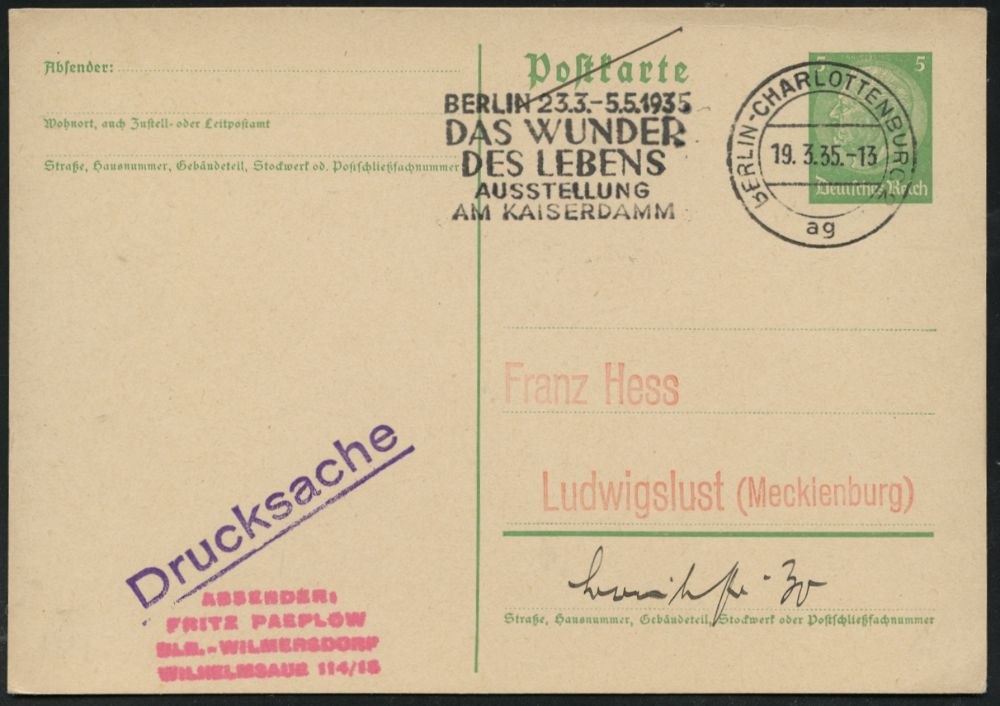 Absender:
Wohnort, auch Zustell- oder Leitpostamt
Straße, Hausnummer, Gebäudeteil, Stockwerk od. Postschließfachnummer
Postkarte
BERLIN 23.3.-5.5.1935
DAS WUNDER
DES LEBENS
AUSSTELLUNG
AM KAISERDAMM
BERLIN-CHARLOTTENBURG
19.3.35.-13
ag
5 5
Deutsches Reich
Franz Hess
Ludwigslust (Mecklenburg)
30
Straße, Hausnummer, Gebäudeteil, Stockwerk oder Postschließfachnummer
Drucksache
ABSENDER:
FRITZ PAEPLOW
BLN.-WILMERSDORF
WILHELMSAUE 114/15